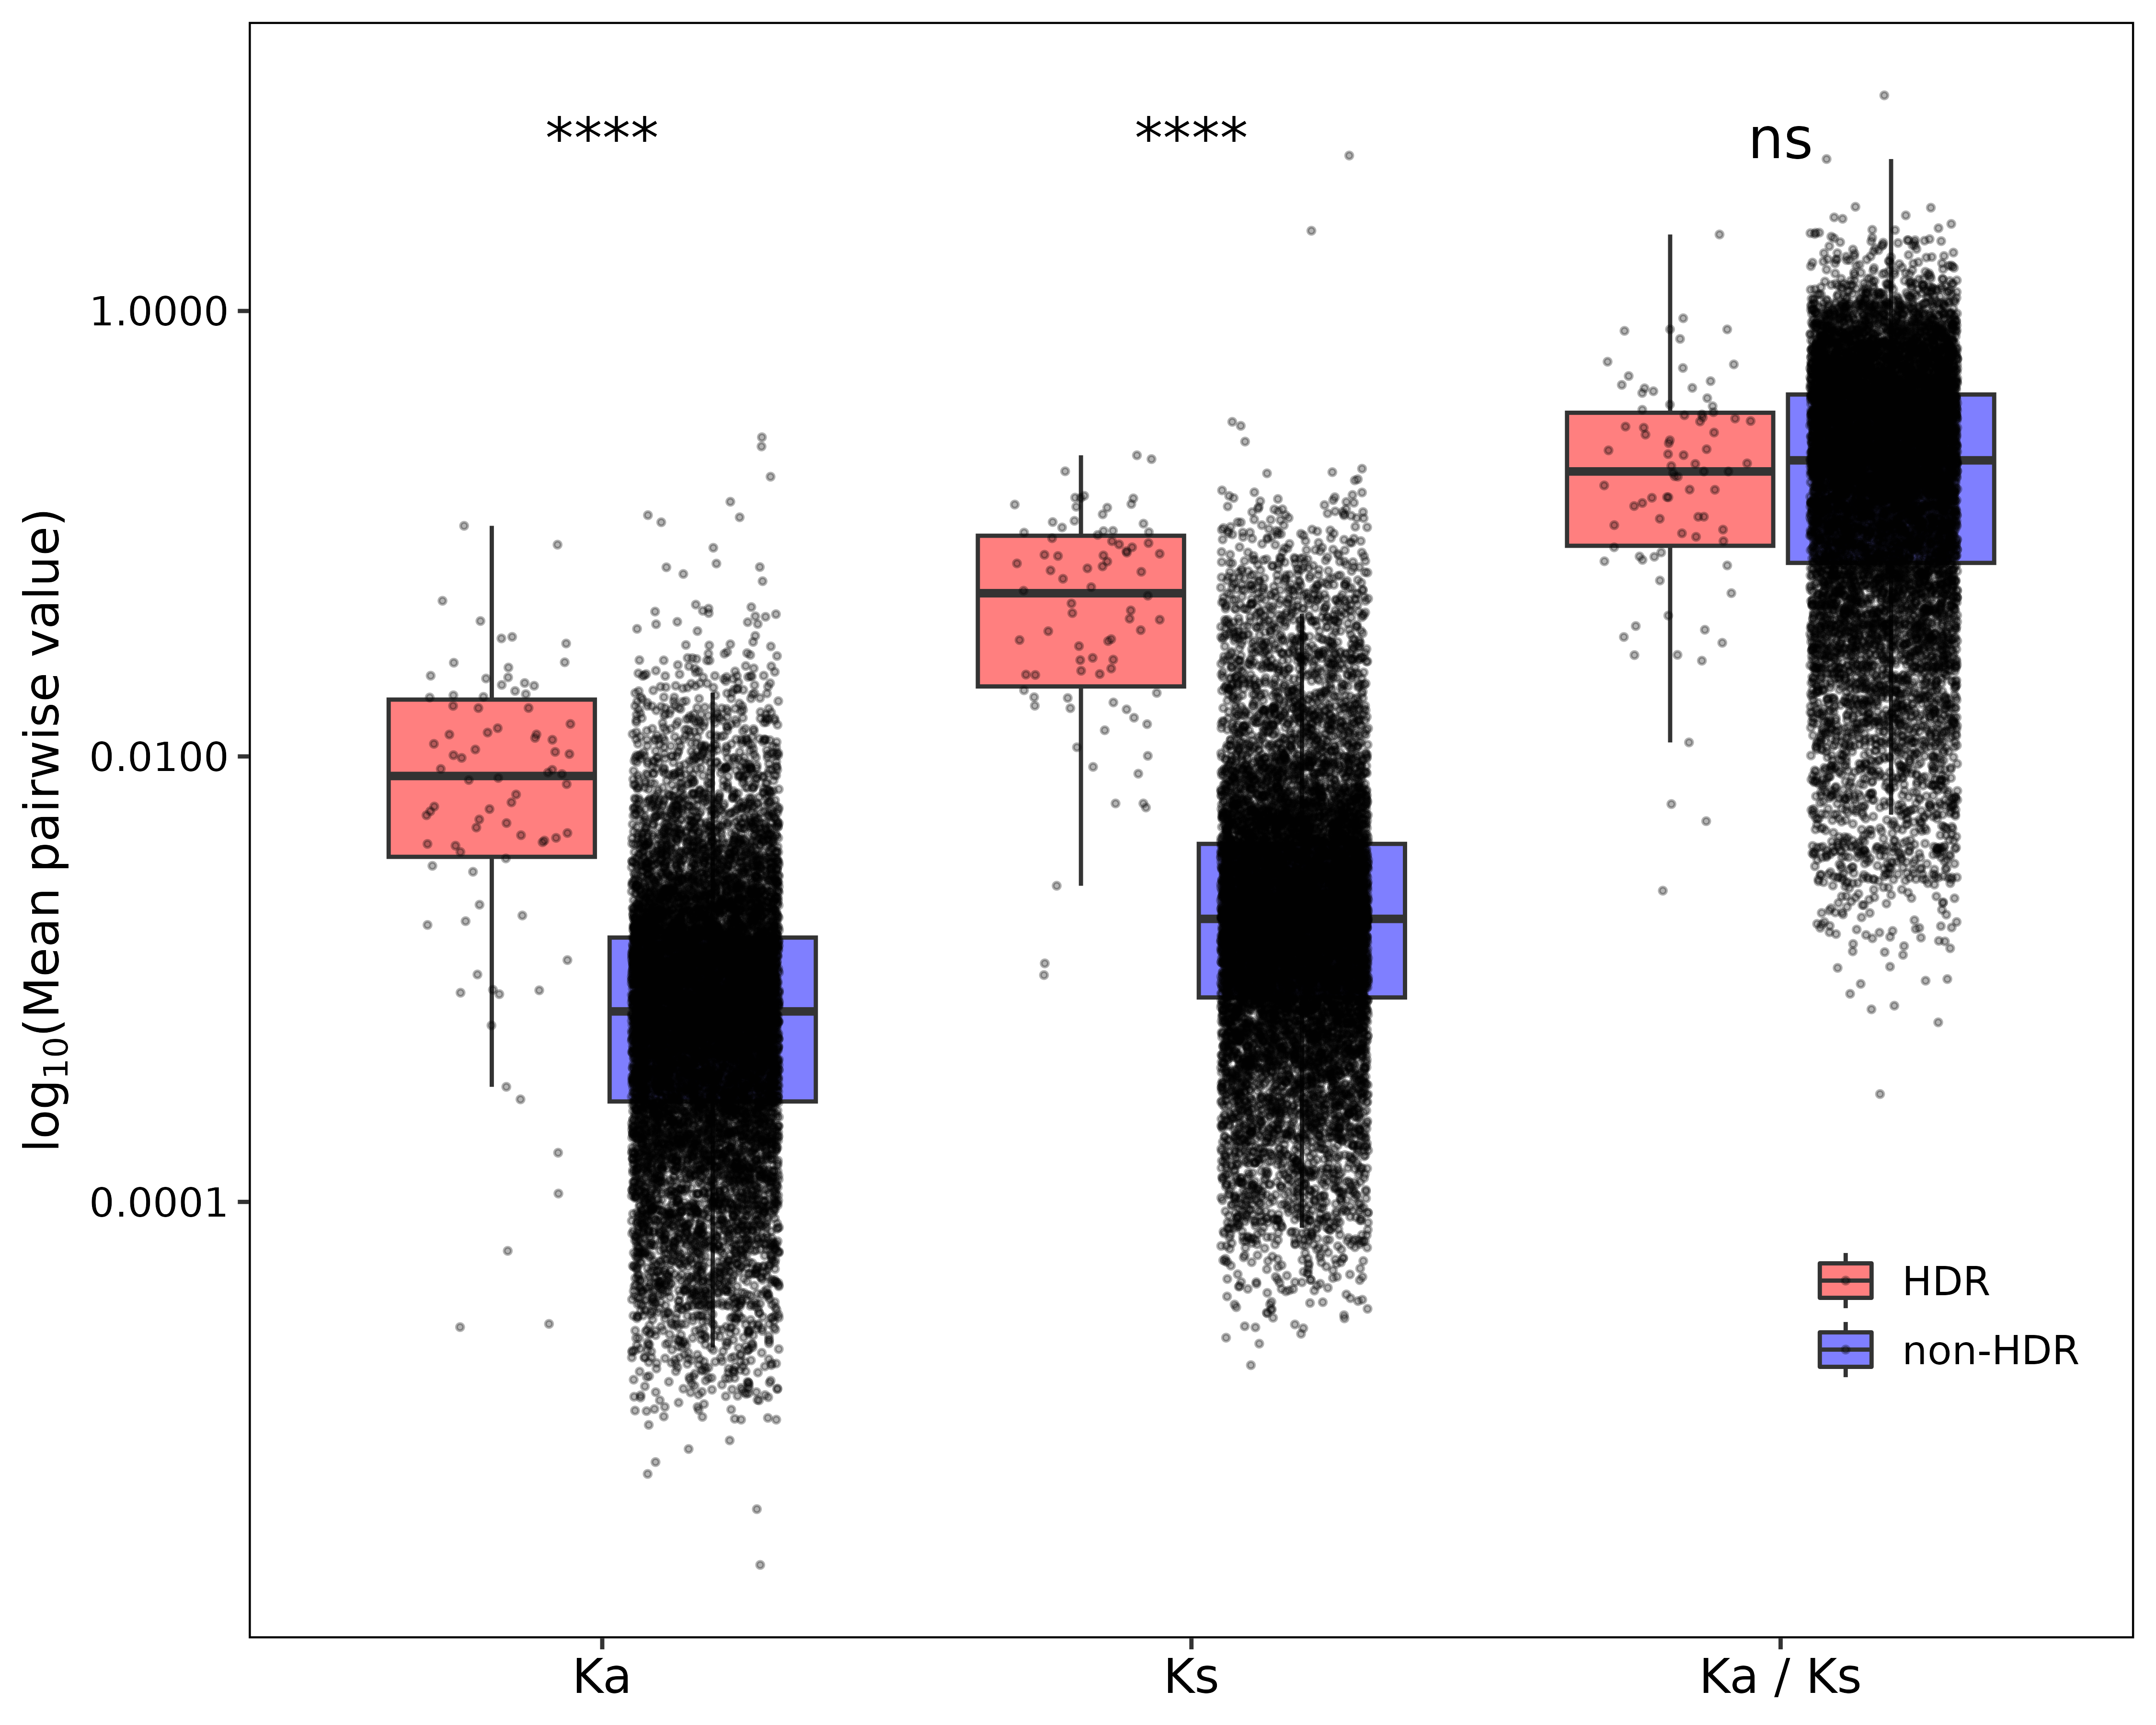 **** **** ns
log10(Mean pairwise value)
1.0000
0.0100
0.0001
HDR
non-HDR
Ka Ks Ka / Ks